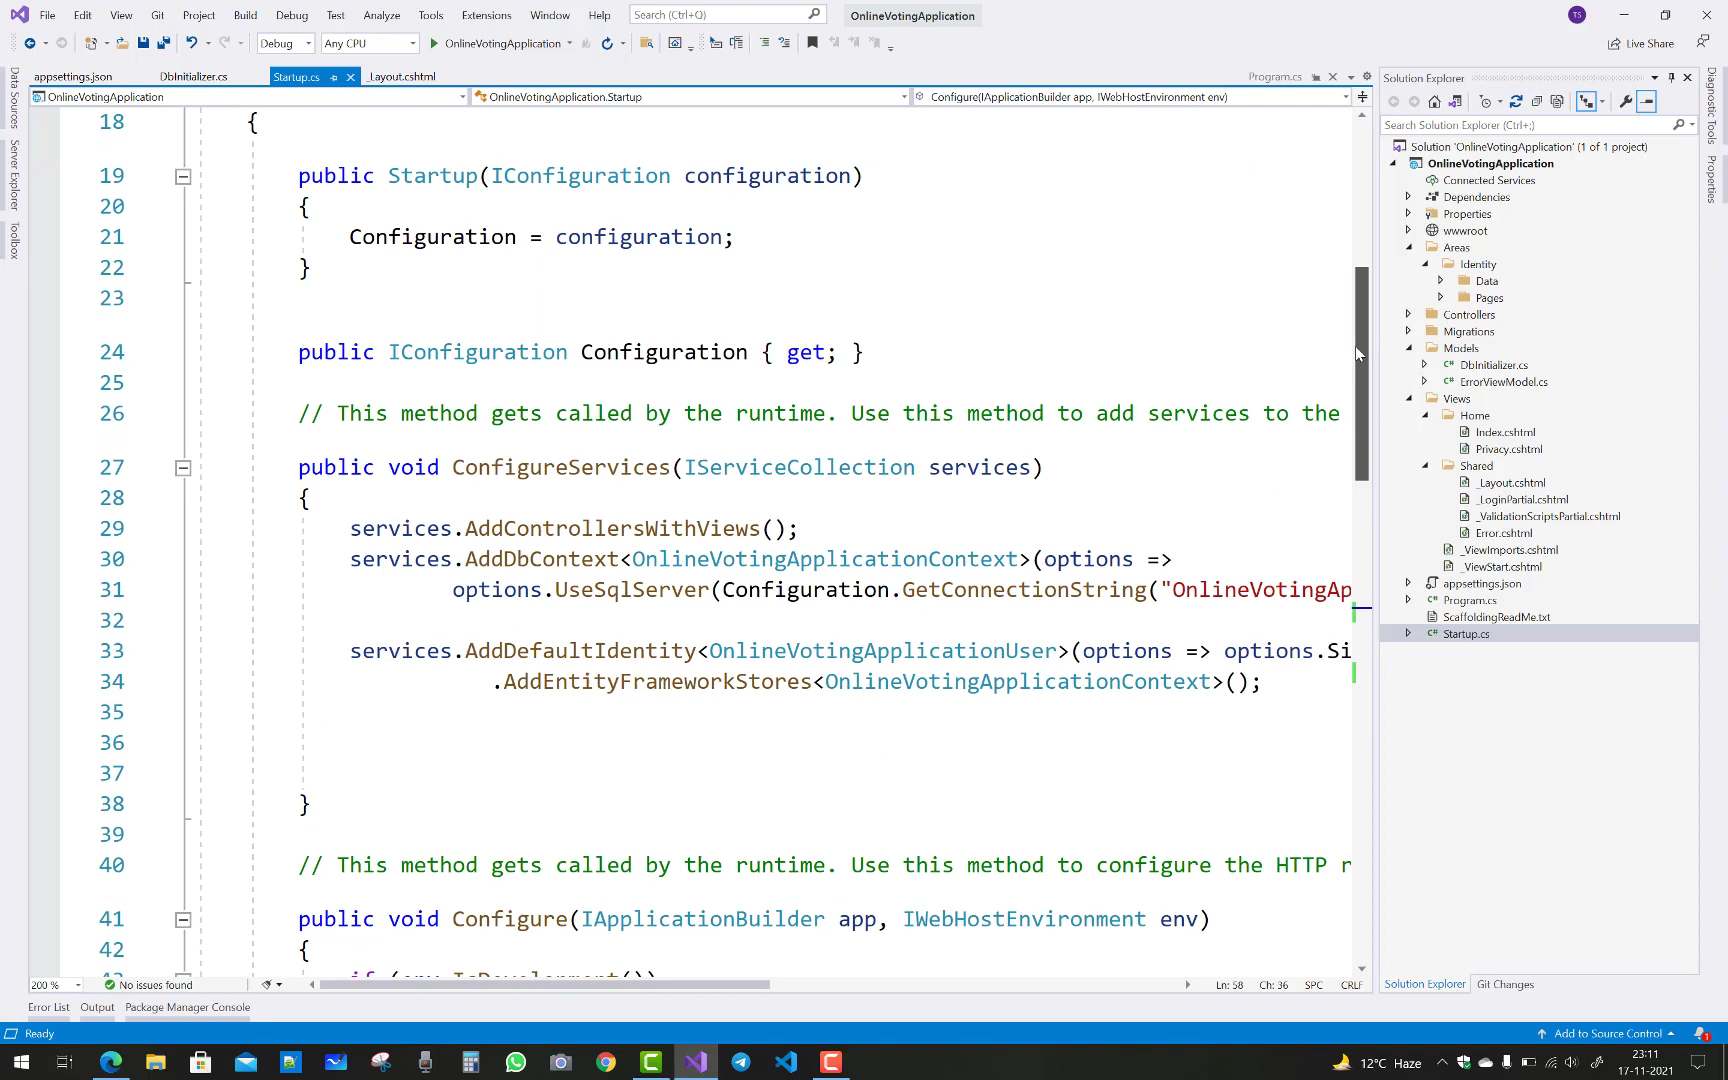 File Edit View Git Project Build Debug Test Analyze Tools Extensions Window Help Search (Ctrl+Q) OnlineVotingApplication TS
Debug Any CPU OnlineVotingApplication Live Share
appsettings.json DbInitializer.cs Startup.cs _Layout.cshtml Program.cs
OnlineVotingApplication OnlineVotingApplication.Startup Configure(IApplicationBuilder app, IWebHostEnvironment env)
Data Sources
Server Explorer
Toolbox
18 {
19 public Startup(IConfiguration configuration)
20 {
21 Configuration = configuration;
22 }
23
24 public IConfiguration Configuration { get; }
25
26 // This method gets called by the runtime. Use this method to add services to the
27 public void ConfigureServices(IServiceCollection services)
28 {
29 services.AddControllersWithViews();
30 services.AddDbContext<OnlineVotingApplicationContext>(options =>
31 options.UseSqlServer(Configuration.GetConnectionString("OnlineVotingAp
32
33 services.AddDefaultIdentity<OnlineVotingApplicationUser>(options => options.Si
34 .AddEntityFrameworkStores<OnlineVotingApplicationContext>();
35
36
37
38 }
39
40 // This method gets called by the runtime. Use this method to configure the HTTP r
41 public void Configure(IApplicationBuilder app, IWebHostEnvironment env)
42 {
200 % No issues found Ln: 58 Ch: 36 SPC CRLF
Error List Output Package Manager Console
Solution Explorer
Search Solution Explorer (Ctrl+;)
Solution 'OnlineVotingApplication' (1 of 1 project)
OnlineVotingApplication
Connected Services
Dependencies
Properties
wwwroot
Areas
Identity
Data
Pages
Controllers
Migrations
Models
C# DbInitializer.cs
C# ErrorViewModel.cs
Views
Home
Index.cshtml
Privacy.cshtml
Shared
_Layout.cshtml
_LoginPartial.cshtml
_ValidationScriptsPartial.cshtml
Error.cshtml
_ViewImports.cshtml
_ViewStart.cshtml
appsettings.json
C# Program.cs
ScaffoldingReadMe.txt
C# Startup.cs
Solution Explorer Git Changes
Diagnostic Tools
Properties
Ready Add to Source Control 1
12°C Haze 23:11
17-11-2021